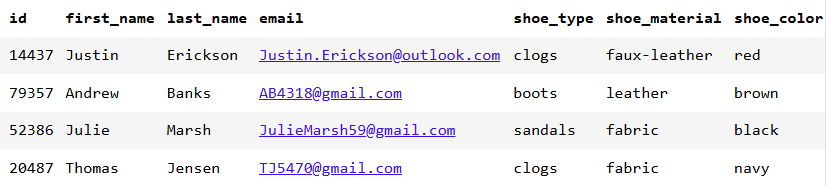 id first_name last_name email shoe_type shoe_material shoe_color
14437 Justin Erickson Justin.Erickson@outlook.com clogs faux-leather red
79357 Andrew Banks AB4318@gmail.com boots leather brown
52386 Julie Marsh JulieMarsh59@gmail.com sandals fabric black
20487 Thomas Jensen TJ5470@gmail.com clogs fabric navy